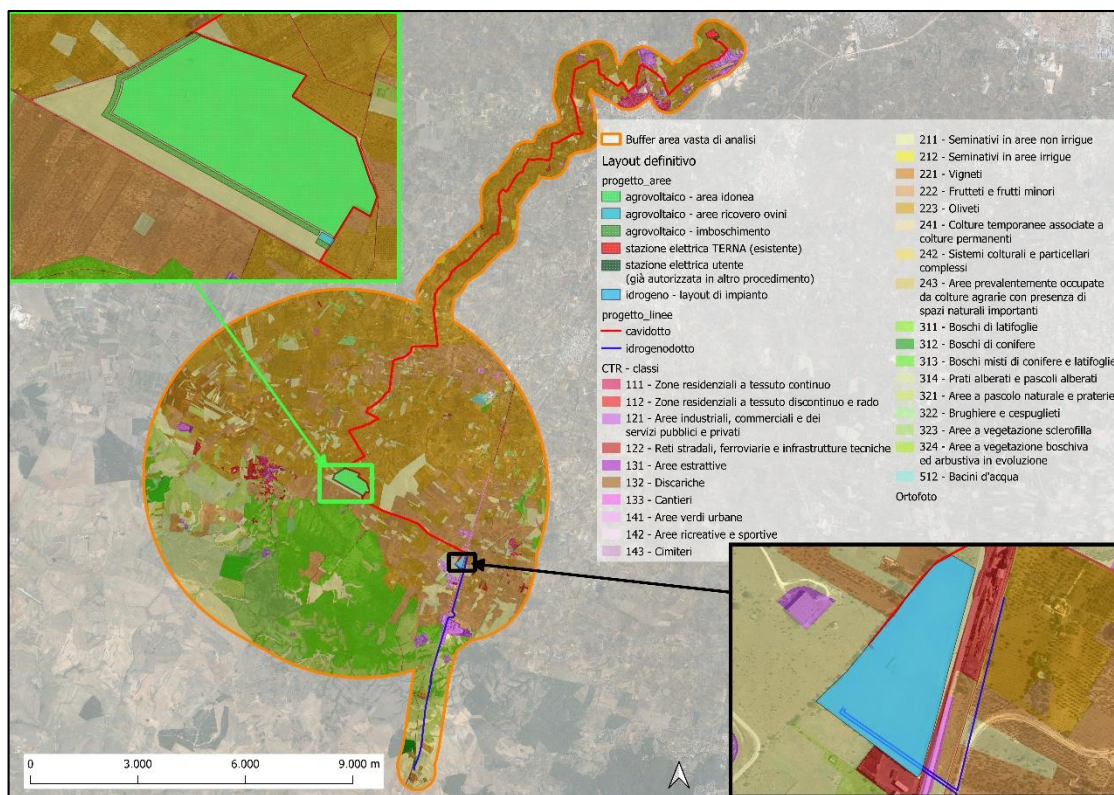 Buffer area vasta di analisi
Layout definitivo
progetto_aree
agrovoltaico - area idonea
agrovoltaico - aree ricovero ovini
agrovoltaico - imboschimento
stazione elettrica TERNA (esistente)
stazione elettrica utente
(già autorizzata in altro procedimento)
idrogeno - layout di impianto
progetto_linee
cavidotto
idrogenodotto
CTR - classi
111 - Zone residenziali a tessuto continuo
112 - Zone residenziali a tessuto discontinuo e rado
121 - Aree industriali, commerciali e dei
servizi pubblici e privati
122 - Reti stradali, ferroviarie e infrastrutture tecniche
131 - Aree estrattive
132 - Discariche
133 - Cantieri
141 - Aree verdi urbane
142 - Aree ricreative e sportive
143 - Cimiteri
211 - Seminativi in aree non irrigue
212 - Seminativi in aree irrigue
221 - Vigneti
222 - Frutteti e frutti minori
223 - Oliveti
241 - Colture temporanee associate a
colture permanenti
242 - Sistemi colturali e particellari
complessi
243 - Aree prevalentemente occupate
da colture agrarie con presenza di
spazi naturali importanti
311 - Boschi di latifoglie
312 - Boschi di conifere
313 - Boschi misti di conifere e latifoglie
314 - Prati alberati e pascoli alberati
321 - Aree a pascolo naturale e praterie
322 - Brughiere e cespuglieti
323 - Aree a vegetazione sclerofilla
324 - Aree a vegetazione boschiva
ed arbustiva in evoluzione
512 - Bacini d'acqua
Ortofoto
0 3.000 6.000 9.000 m